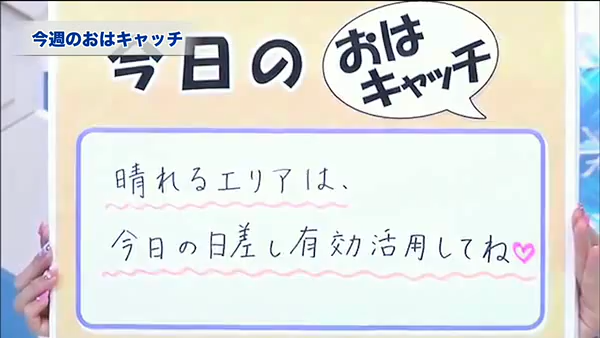 今週のおはキャッチ
今日の
おは
キャッチ
晴れるエリアは、
今日の日差し有効活用してね♥